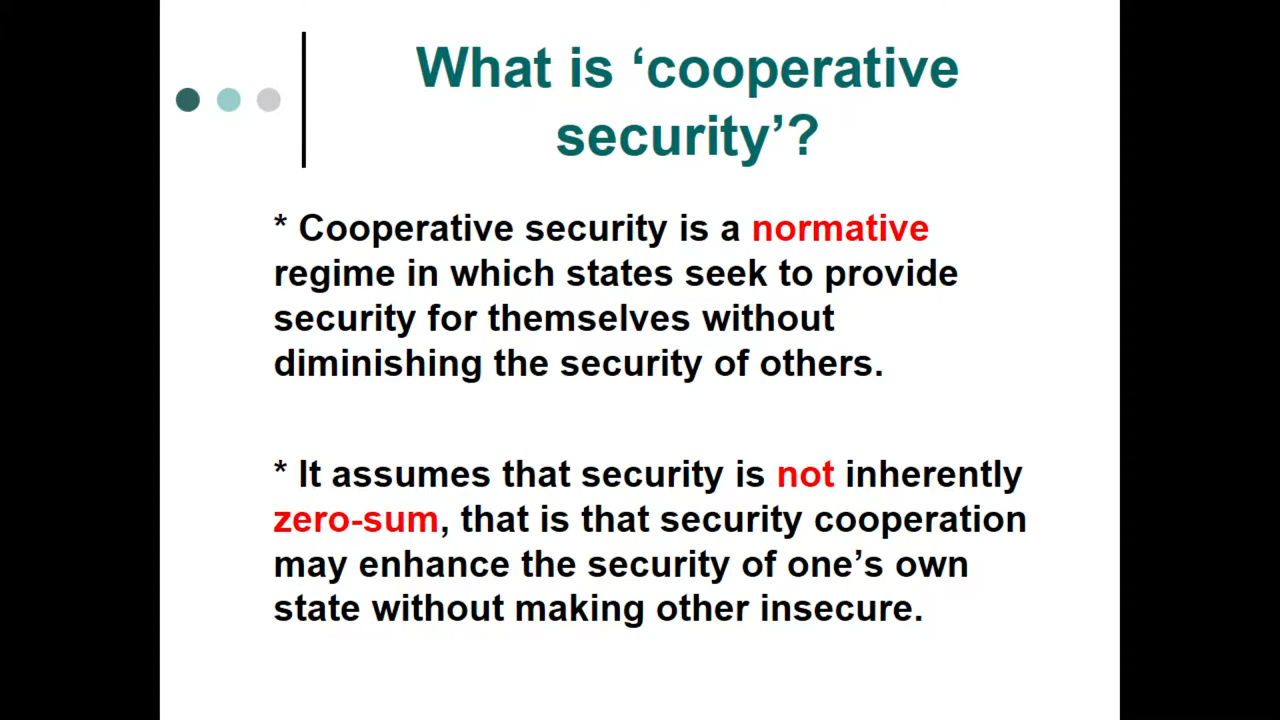 What is ‘cooperative
security’?
* Cooperative security is a normative
regime in which states seek to provide
security for themselves without
diminishing the security of others.
* It assumes that security is not inherently
zero-sum, that is that security cooperation
may enhance the security of one’s own
state without making other insecure.